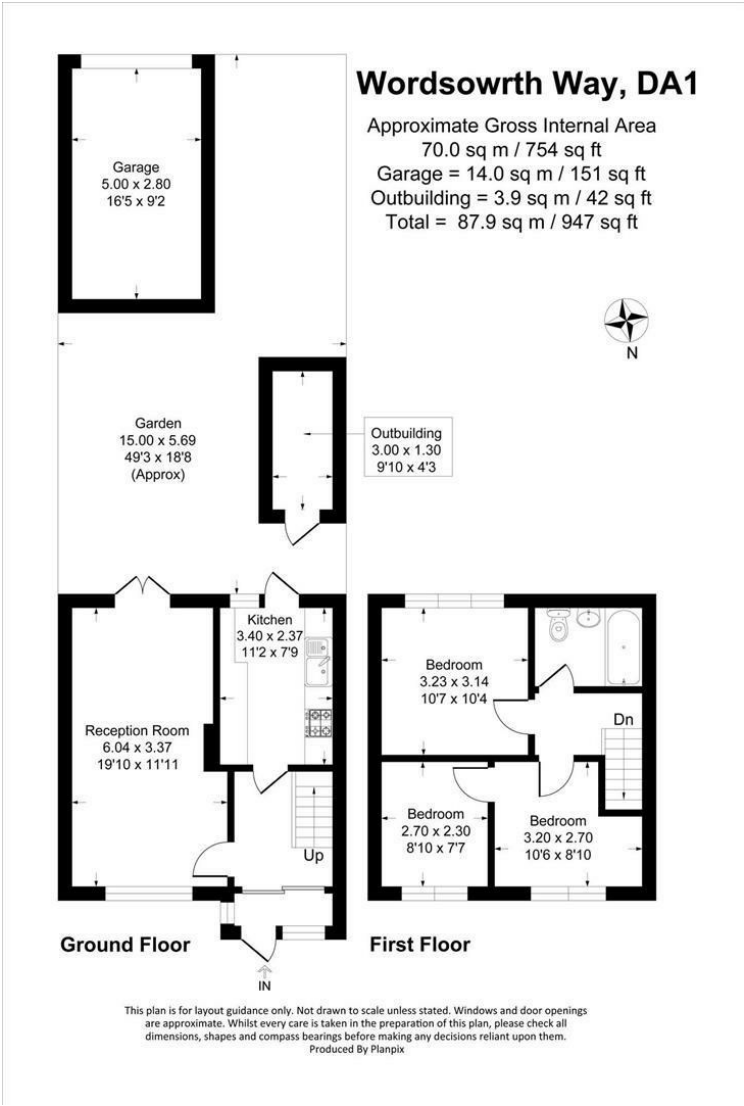 Wordsowrth Way, DA1
Approximate Gross Internal Area
70.0 sq m / 754 sq ft
Garage = 14.0 sq m / 151 sq ft
Outbuilding = 3.9 sq m / 42 sq ft
Total = 87.9 sq m / 947 sq ft
N
Garage
5.00 x 2.80
16'5 x 9'2
Garden
15.00 x 5.69
49'3 x 18'8
(Approx)
Outbuilding
3.00 x 1.30
9'10 x 4'3
Kitchen
3.40 x 2.37
11'2 x 7'9
Reception Room
6.04 x 3.37
19'10 x 11'11
Up
IN
Ground Floor
Bedroom
3.23 x 3.14
10'7 x 10'4
Dn
Bedroom
2.70 x 2.30
8'10 x 7'7
Bedroom
3.20 x 2.70
10'6 x 8'10
First Floor
This plan is for layout guidance only. Not drawn to scale unless stated. Windows and door openings
are approximate. Whilst every care is taken in the preparation of this plan, please check all
dimensions, shapes and compass bearings before making any decisions reliant upon them.
Produced By Planpix